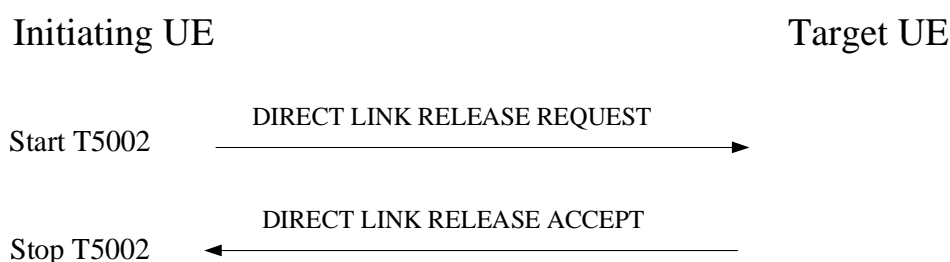 Initiating UE
Target UE
DIRECT LINK RELEASE REQUEST
Start T5002
DIRECT LINK RELEASE ACCEPT
Stop T5002